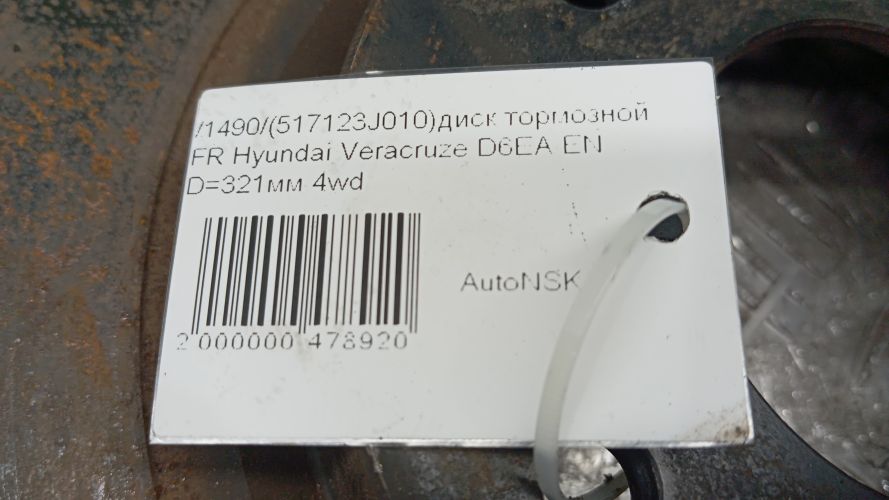 /1490/(517123J010)диск тормозной
FR Hyundai Veracruze D6EA EN
D=321мм 4wd
AutoNSK
2 000000 478920